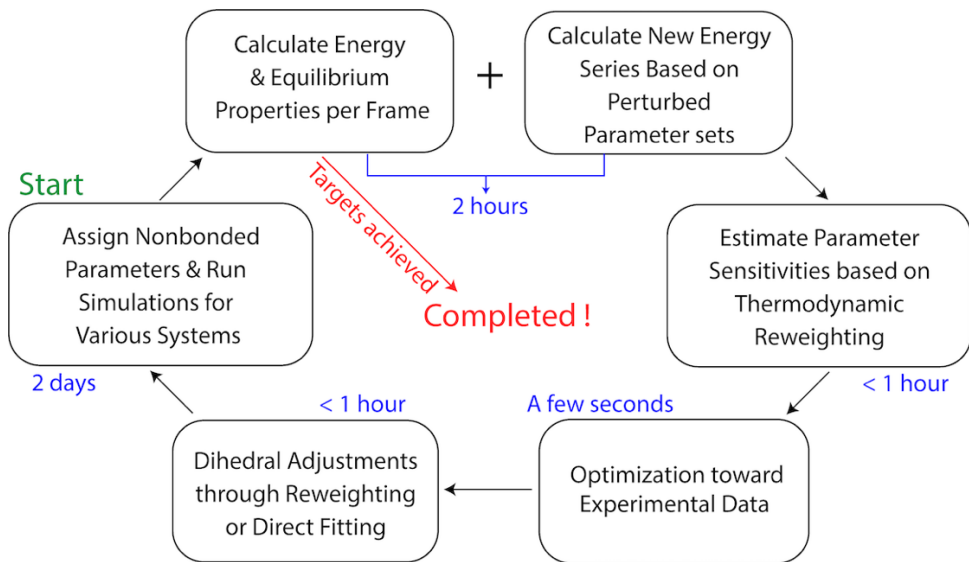 Calculate Energy
& Equilibrium
Properties per Frame
+
Calculate New Energy
Series Based on
Perturbed
Parameter sets
2 hours
Start
Targets achieved
Completed !
Assign Nonbonded
Parameters & Run
Simulations for
Various Systems
2 days
Estimate Parameter
Sensitivities based on
Thermodynamic
Reweighting
< 1 hour
A few seconds
Optimization toward
Experimental Data
< 1 hour
Dihedral Adjustments
through Reweighting
or Direct Fitting